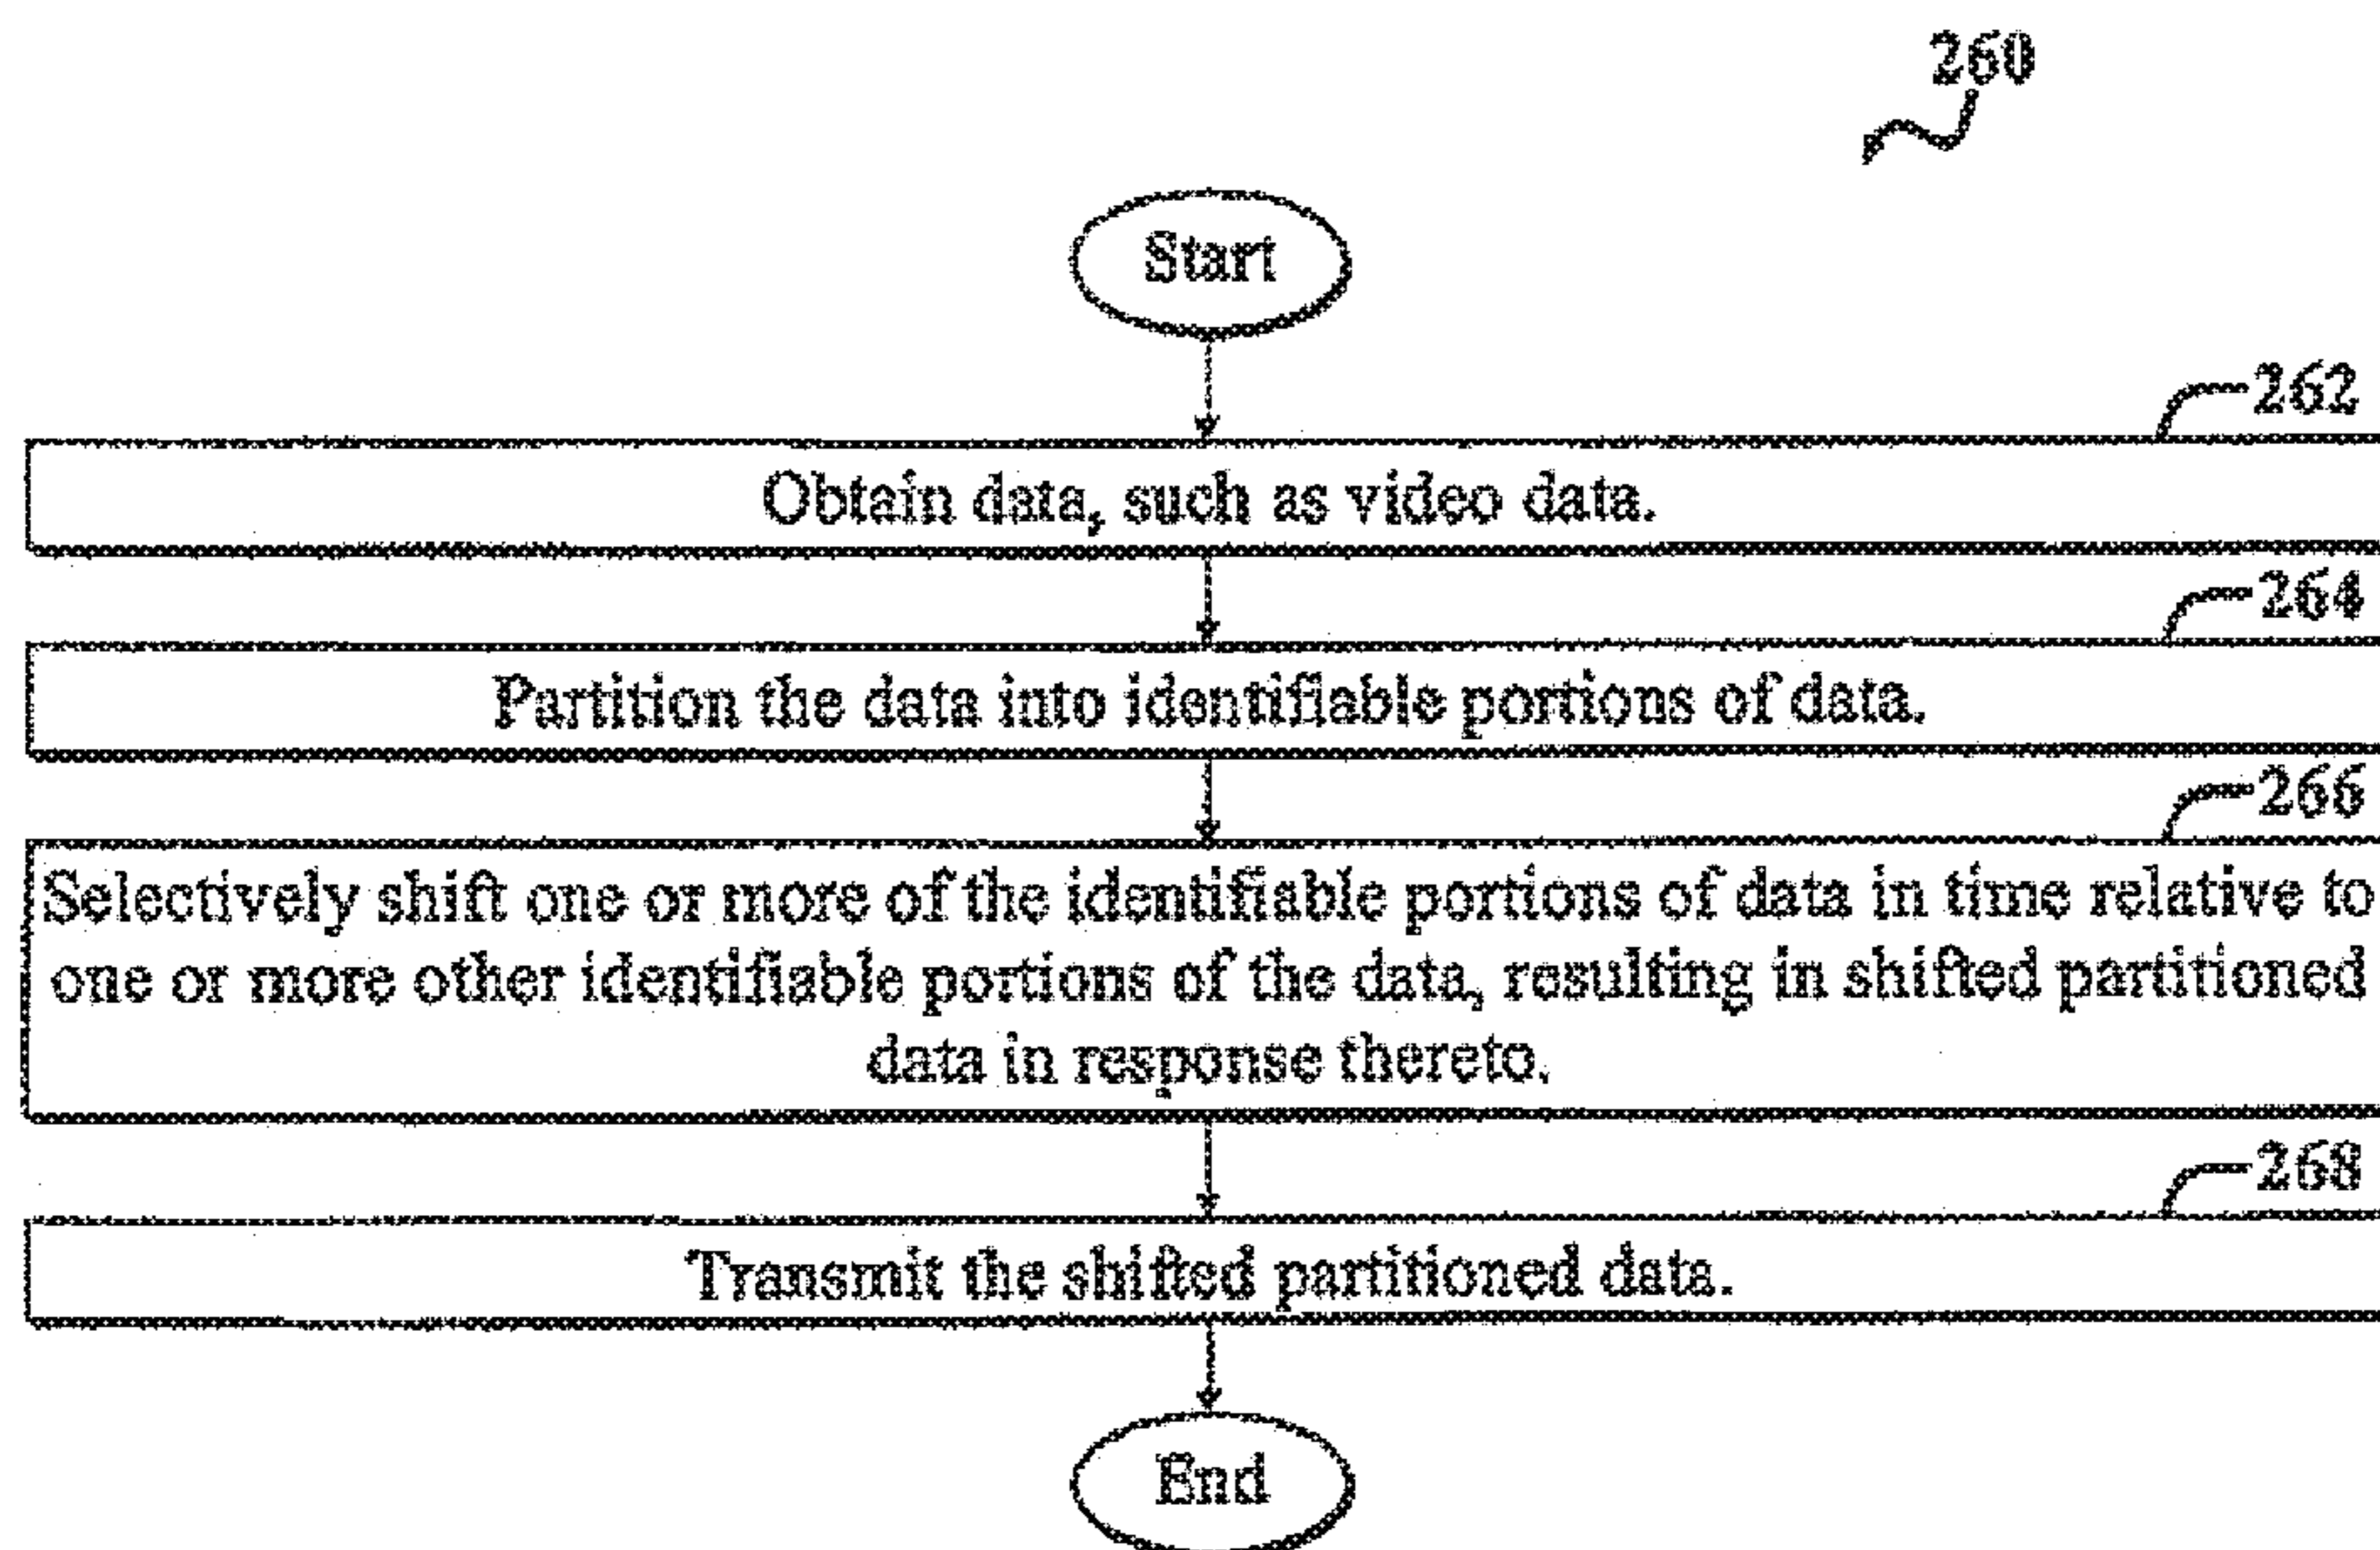 260
Start
262
Obtain data, such as video data.
264
Partition the data into identifiable portions of data.
266
Selectively shift one or more of the identifiable portions of data in time relative to
one or more other identifiable portions of the data, resulting in shifted partitioned
data in response thereto.
268
Transmit the shifted partitioned data.
End